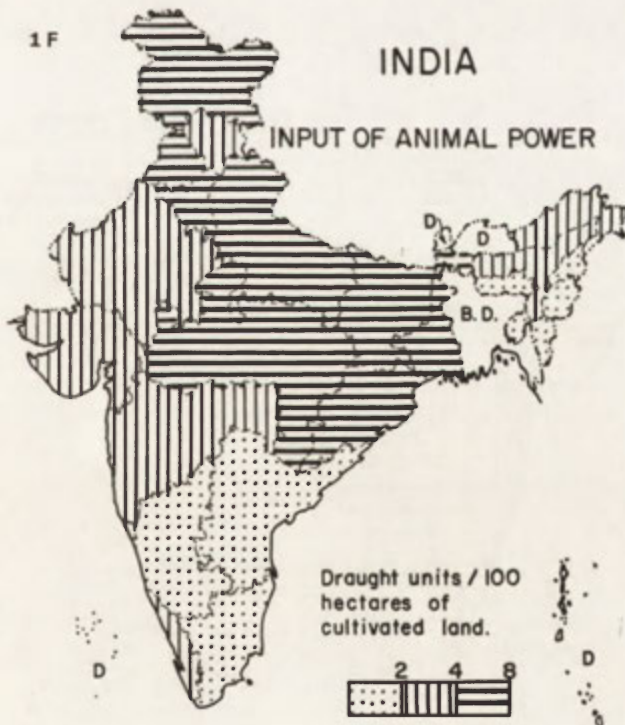 1F
INDIA
INPUT OF ANIMAL POWER
D
D
B.D.
Draught units / 100
hectares of
cultivated land.
D
D
2 4 8